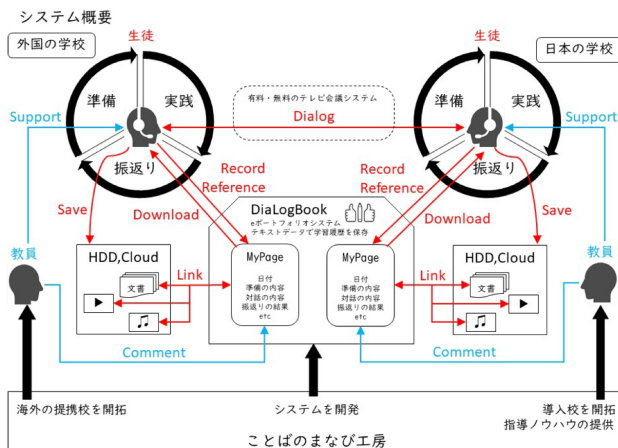 システム概要
外国の学校
生徒
日本の学校
準備
実践
振返り
Support
有料・無料のテレビ会議システム
Dialog
準備
実践
振返り
Support
Record
Reference
Download
Save
Record
Reference
Download
Save
DiaLogBook
eポートフォリオシステム
テキストデータで学習履歴を保存
教員
HDD,Cloud
文書
Link
MyPage
日付
準備の内容
対話の内容
振返りの結果
etc
MyPage
日付
準備の内容
対話の内容
振返りの結果
etc
Link
HDD,Cloud
文書
教員
生徒
Comment
Comment
海外の提携校を開拓
システムを開発
導入校を開拓
指導ノウハウの提供
ことばのまなび工房